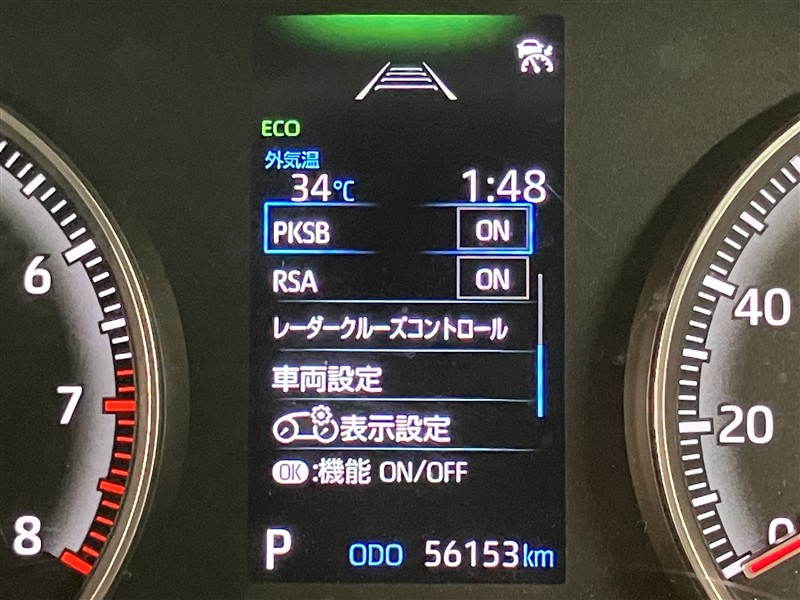 ECO
外気温
34°C 1:48
PKSB ON
RSA ON
レーダークルーズコントロール
車両設定
表示設定
OK:機能 ON/OFF
P ODO 56153km
6
7
8
40
20
0